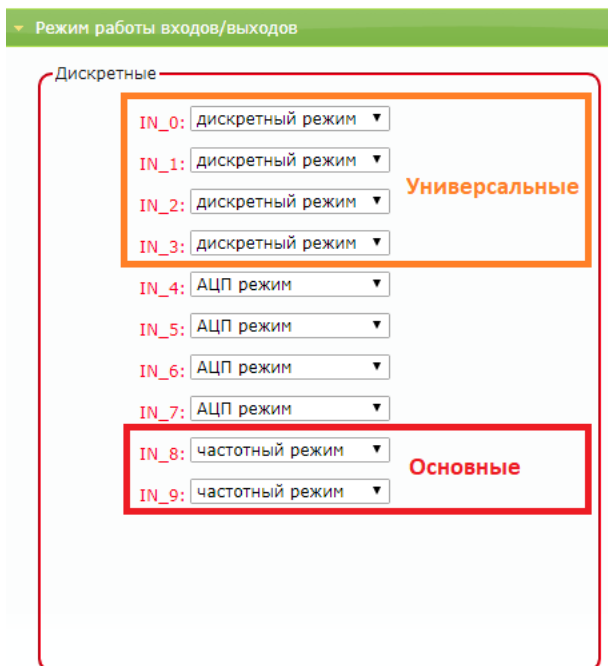 Режим работы входов/выходов
Дискретные
IN_0: дискретный режим
IN_1: дискретный режим
Универсальные
IN_2: дискретный режим
IN_3: дискретный режим
IN_4: АЦП режим
IN_5: АЦП режим
IN_6: АЦП режим
IN_7: АЦП режим
IN_8: частотный режим
Основные
IN_9: частотный режим